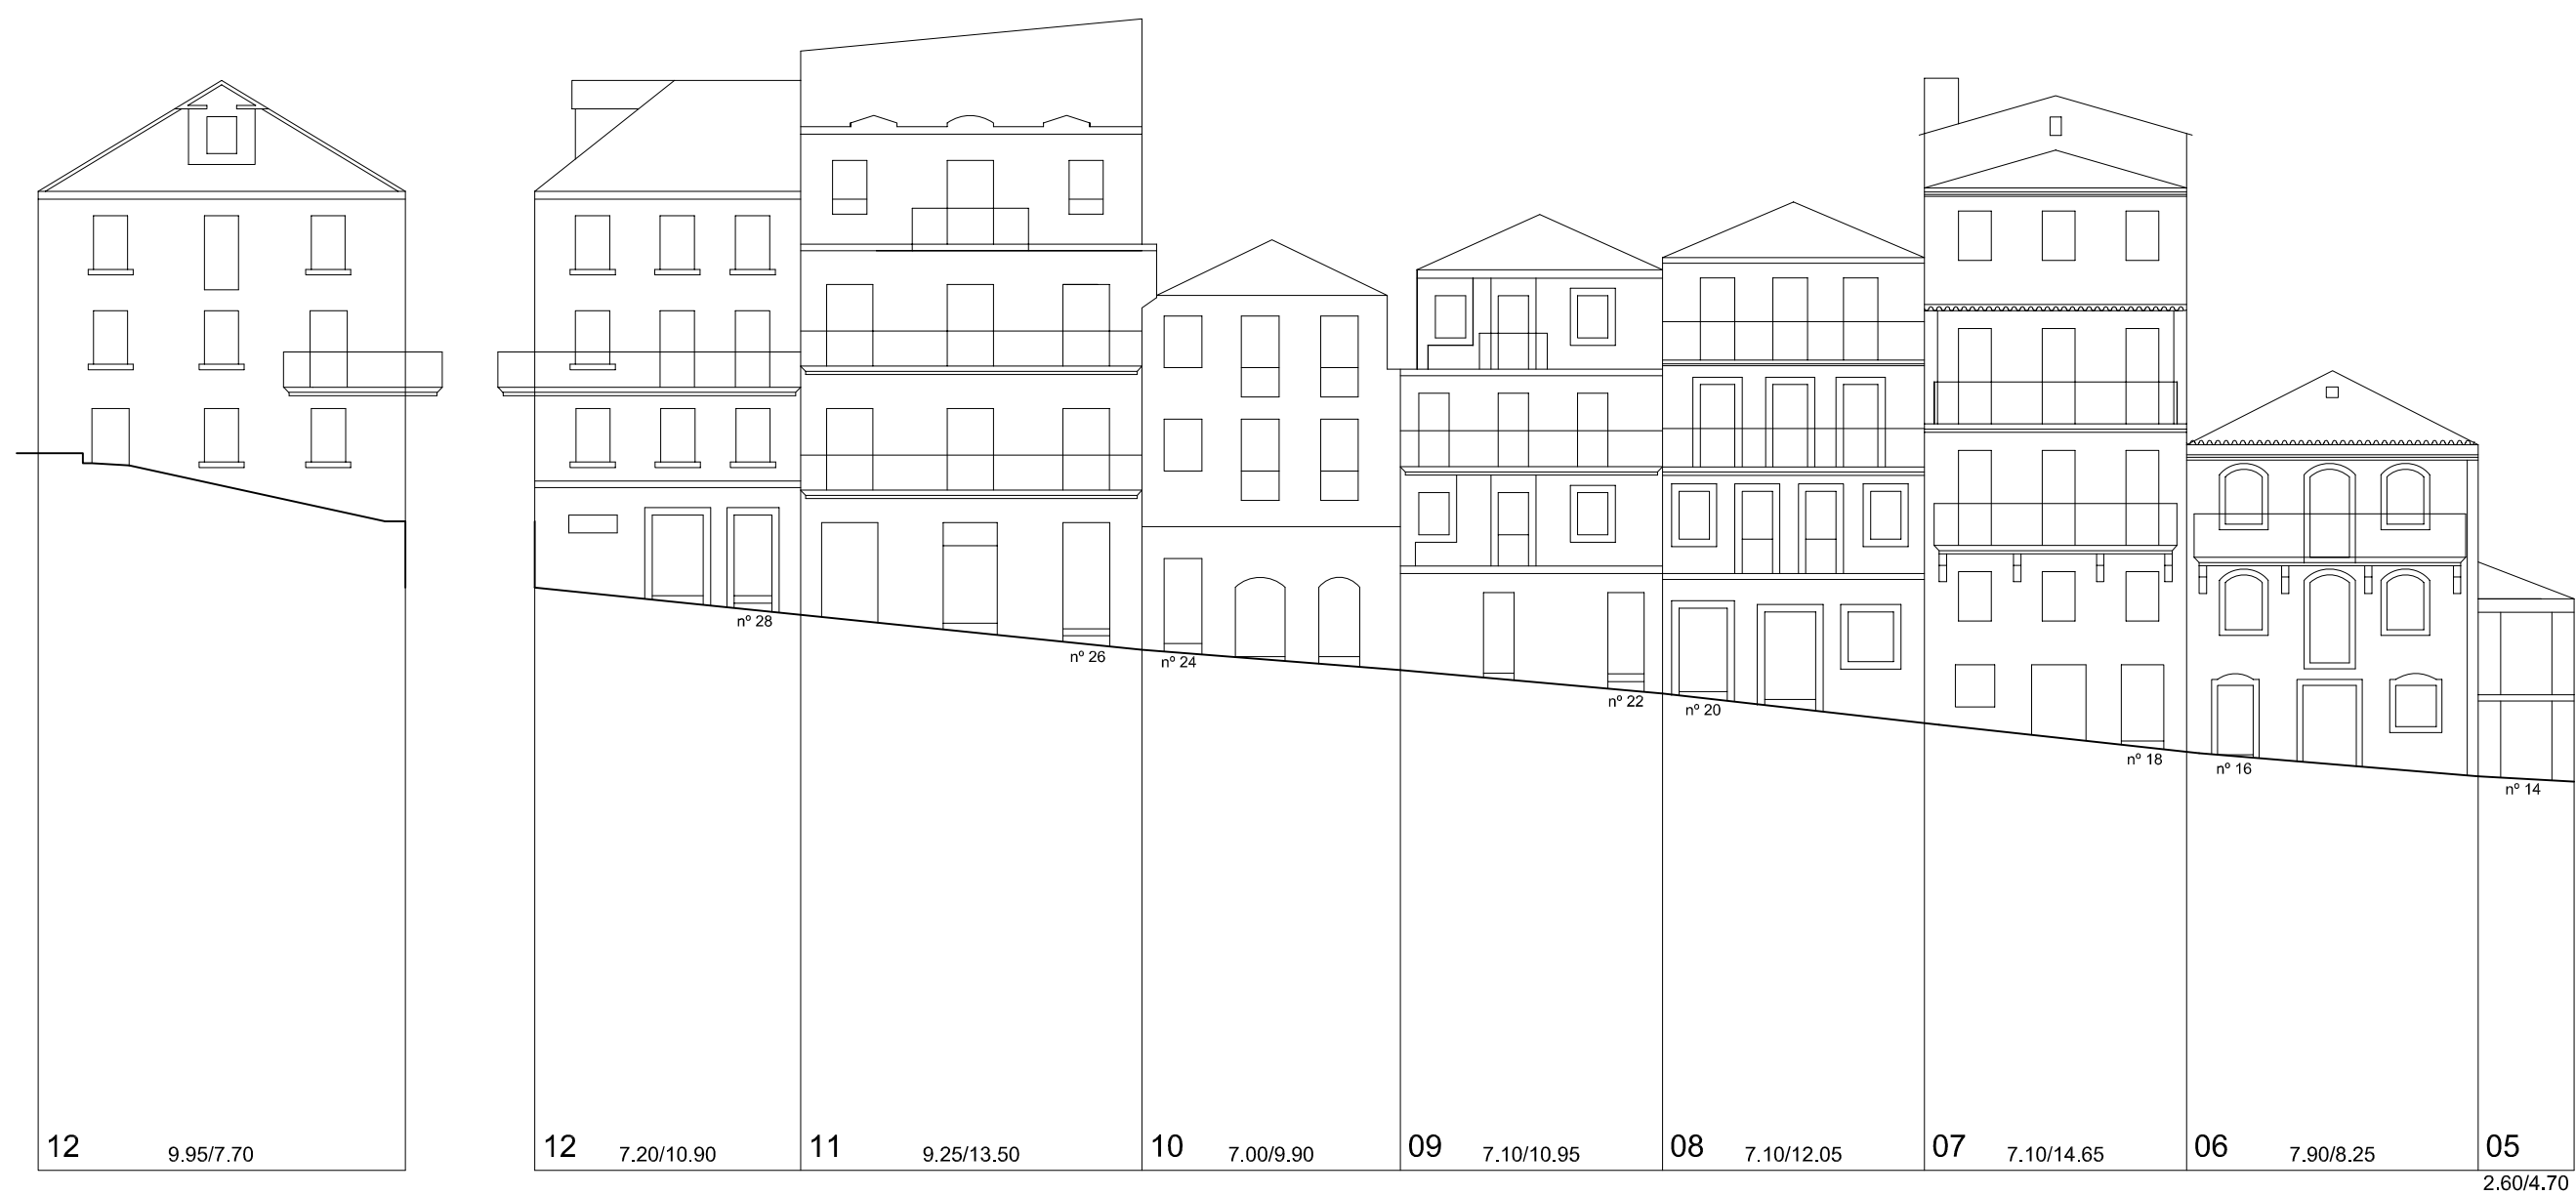 nº 28
nº 26
nº 24
nº 22
nº 20
nº 18
nº 16
nº 14
12 9.95/7.70
12 7.20/10.90
11 9.25/13.50
10 7.00/9.90
09 7.10/10.95
08 7.10/12.05
07 7.10/14.65
06 7.90/8.25
05
2.60/4.70